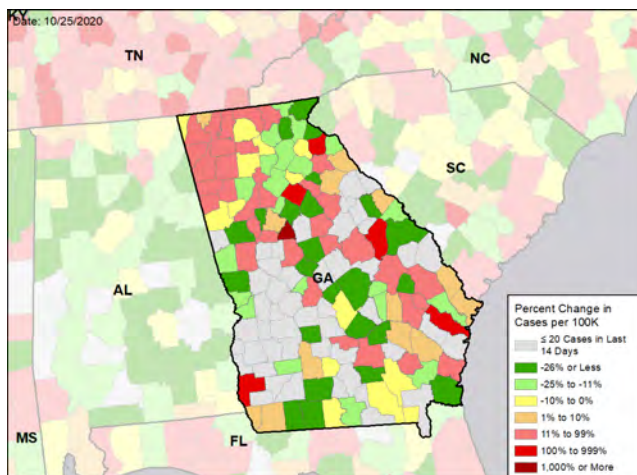 KY
Date: 10/25/2020
TN
NC
SC
GA
AL
MS
FL
Percent Change in
Cases per 100K
≤ 20 Cases in Last
14 Days
-26% or Less
-25% to -11%
-10% to 0%
1% to 10%
11% to 99%
100% to 999%
1,000% or More